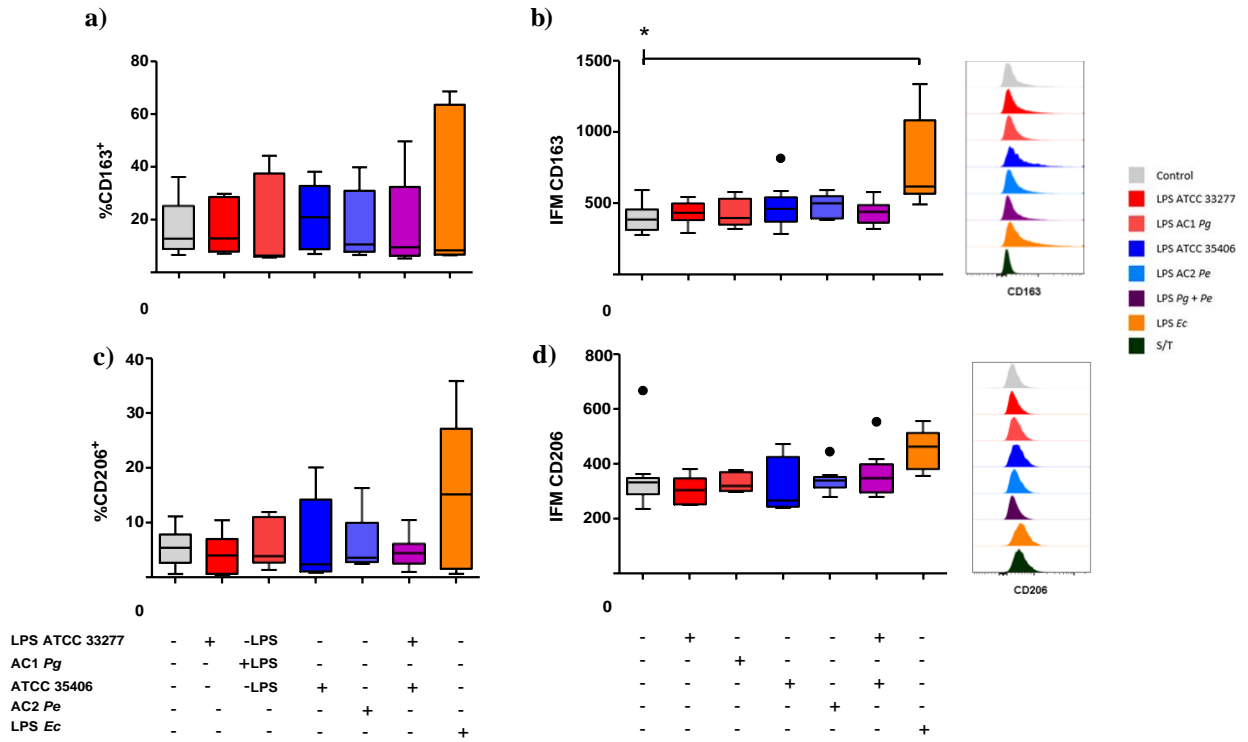 a)
80
60
40
20
0
%CD163+
b)
*
1500
1000
500
0
IFM CD163
CD163
Control
LPS ATCC 33277
LPS AC1 Pg
LPS ATCC 35406
LPS AC2 Pe
LPS Pg + Pe
LPS Ec
S/T
c)
40
30
20
10
0
%CD206+
d)
800
600
400
200
0
IFM CD206
CD206
LPS ATCC 33277 - + -LPS - - + -
AC1 Pg - - +LPS - - - -
ATCC 35406 - - -LPS + - + -
AC2 Pe - - - - + - -
LPS Ec - - - - - - +
- + - - - + -
- - + - - - -
- - - + - + -
- - - - + - -
- - - - - - +